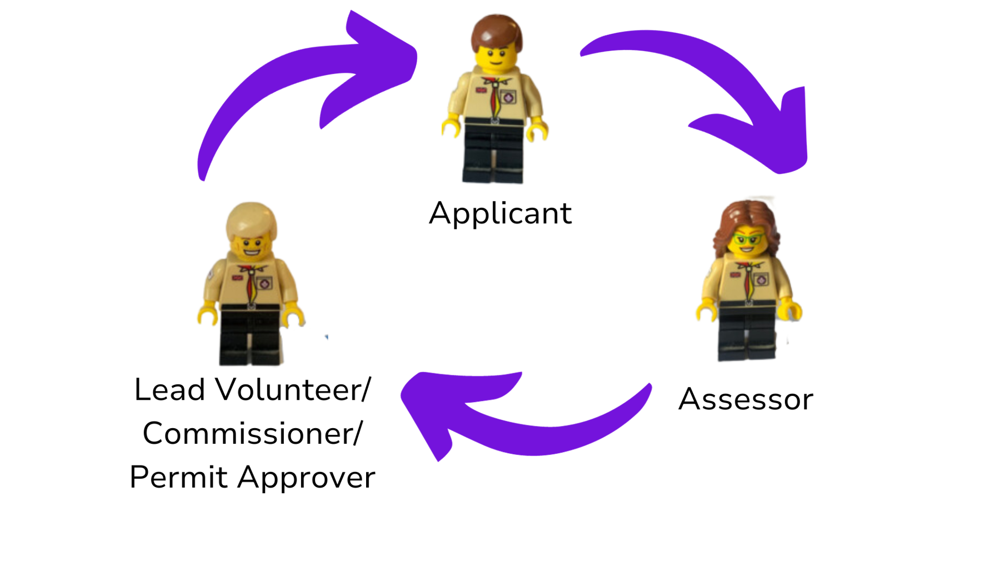 Applicant
Lead Volunteer/
Commissioner/
Permit Approver
Assessor